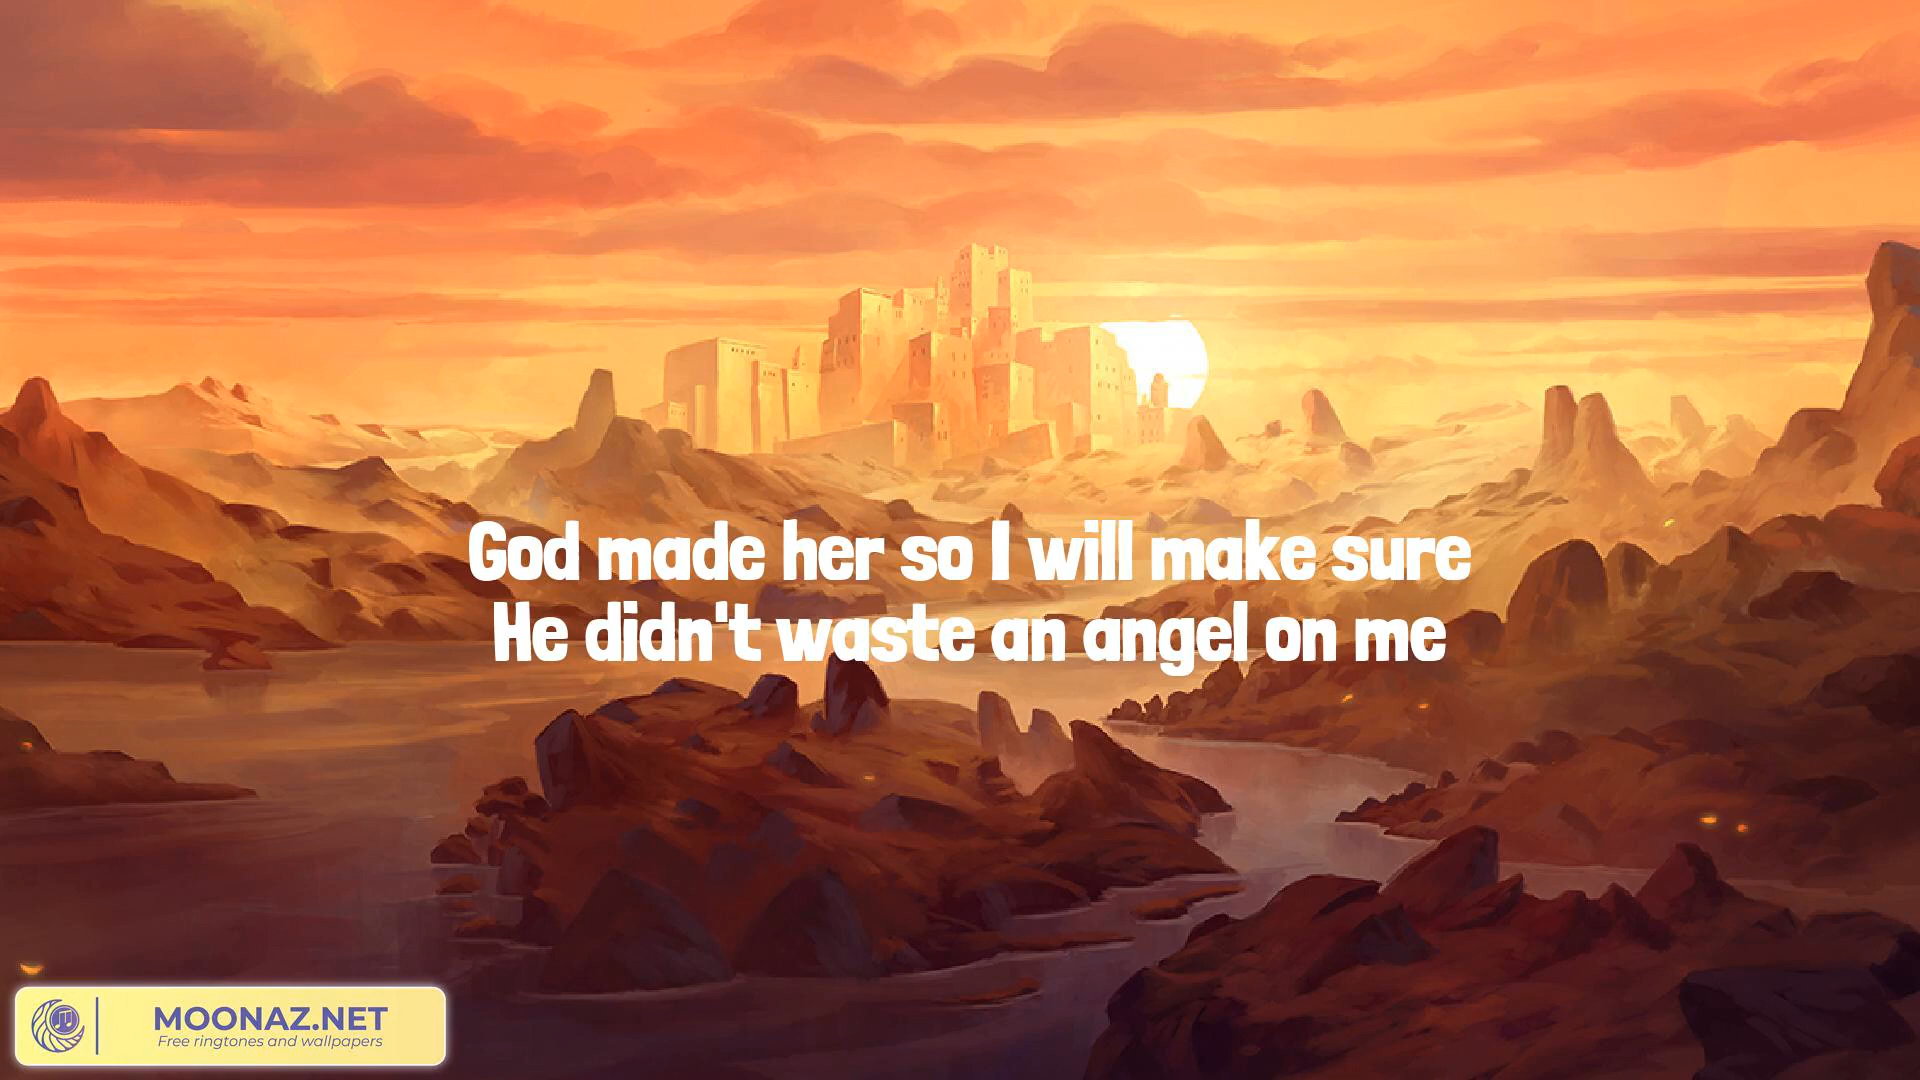 God made her so I will make sure
He didn't waste an angel on me
MOONAZ.NET
Free ringtones and wallpapers